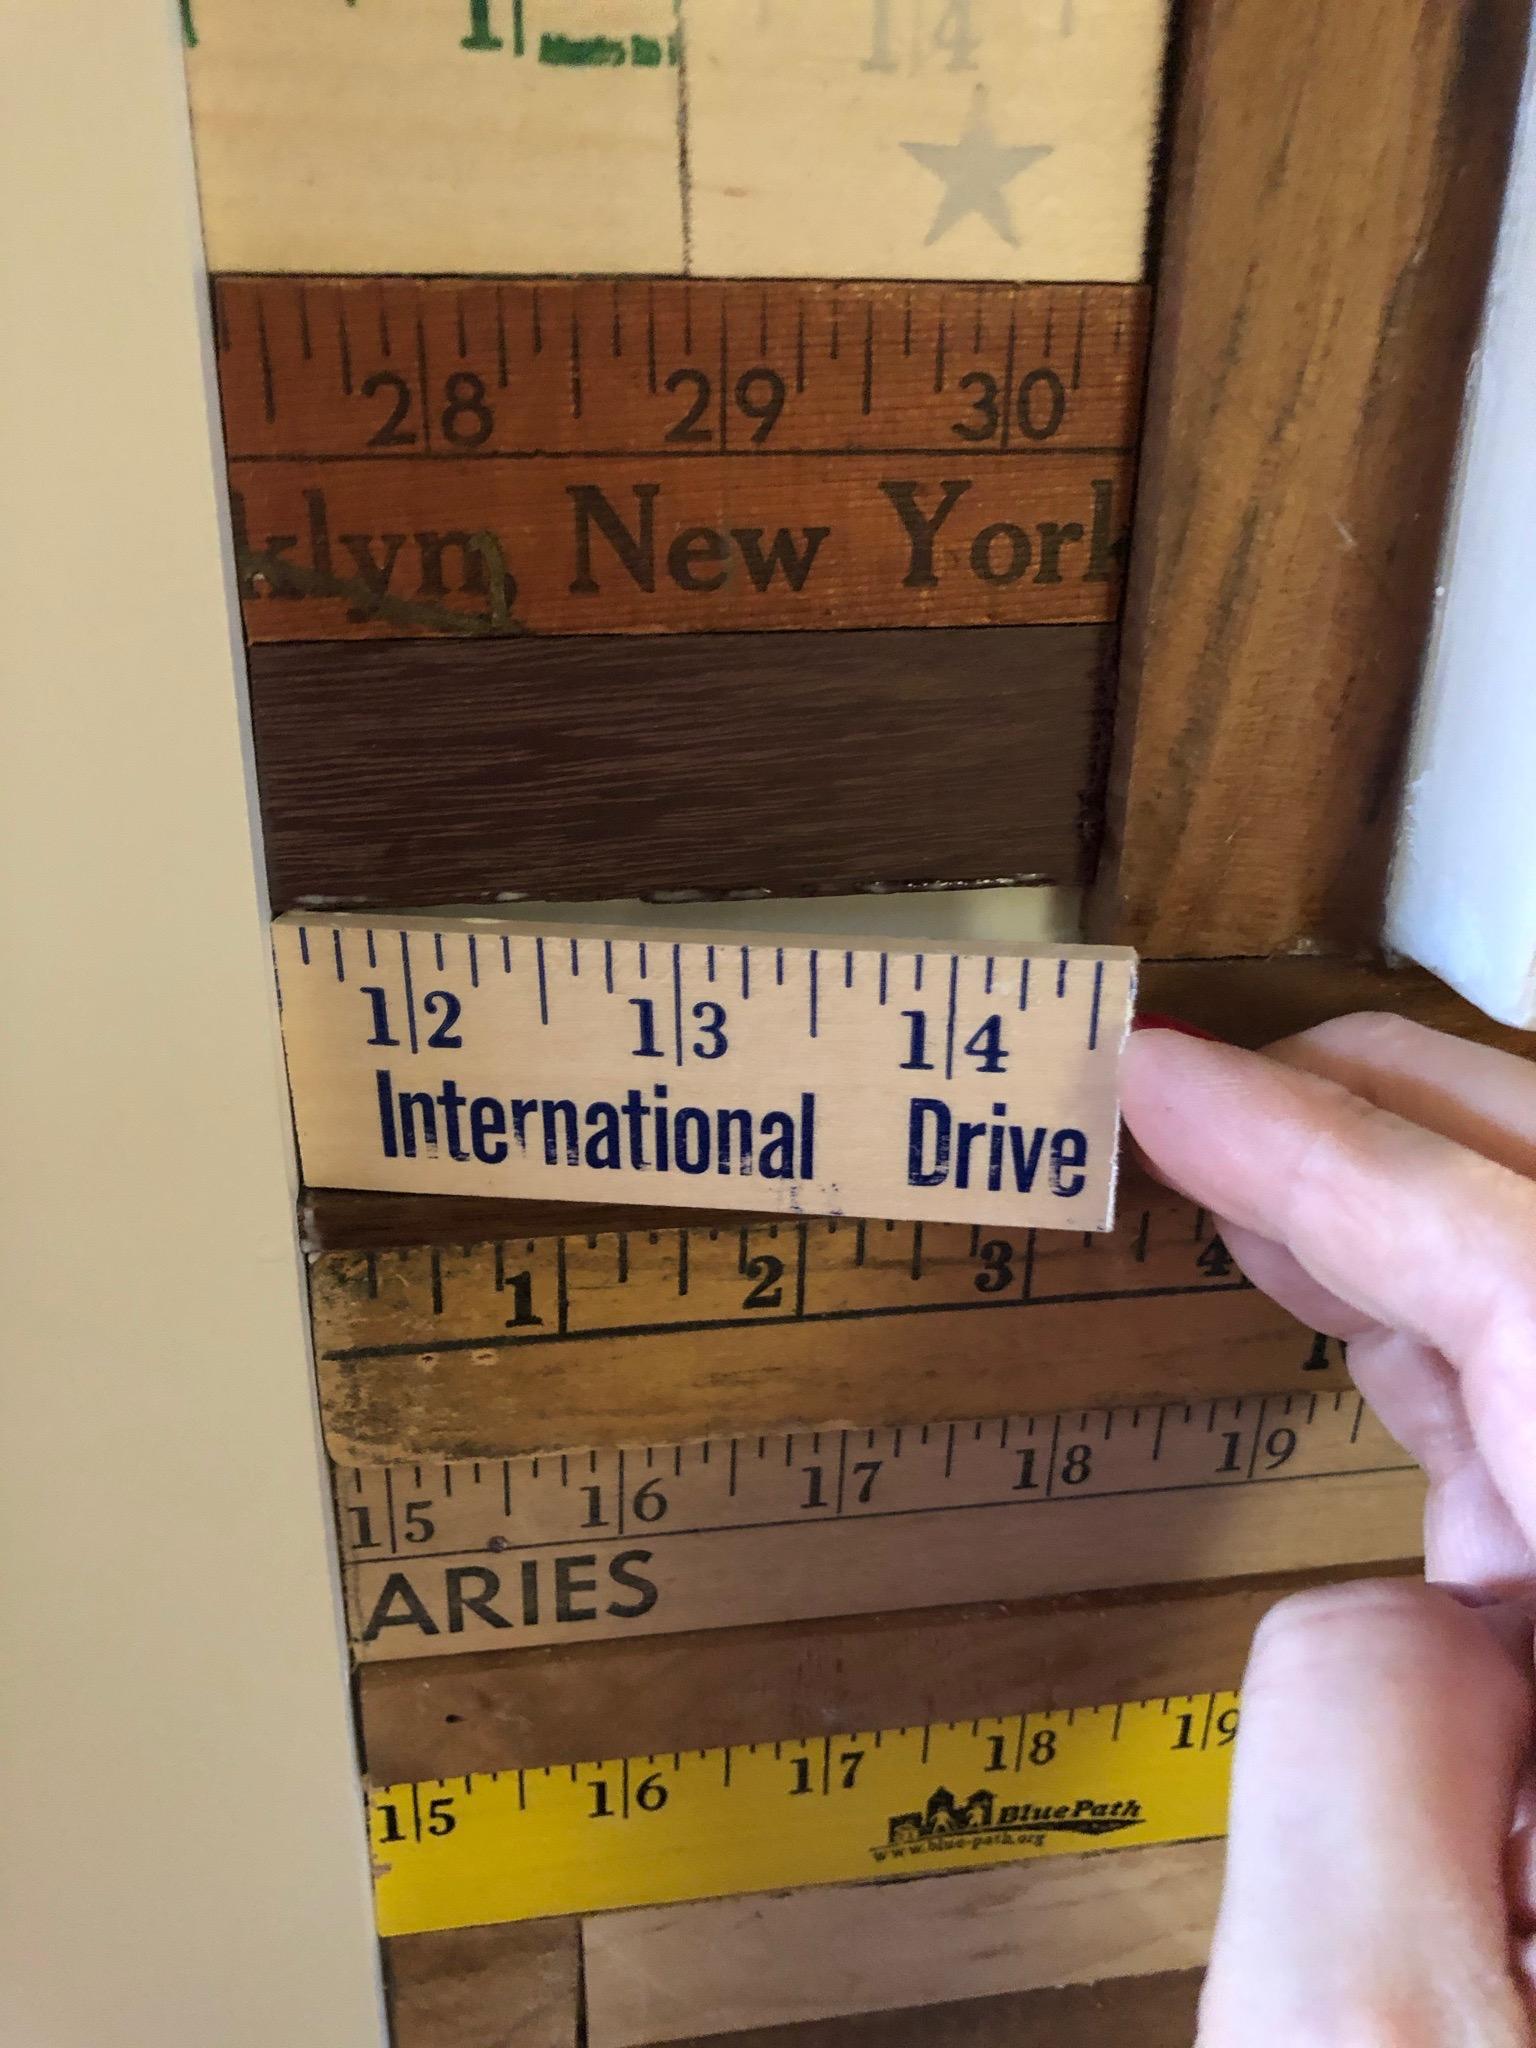 14
28 29 30
klyn, New York
12 13 14
International Drive
1 2 3 4
15 16 17 18 19
ARIES
15 16 17 18 19
BluePath
www.blue-path.org